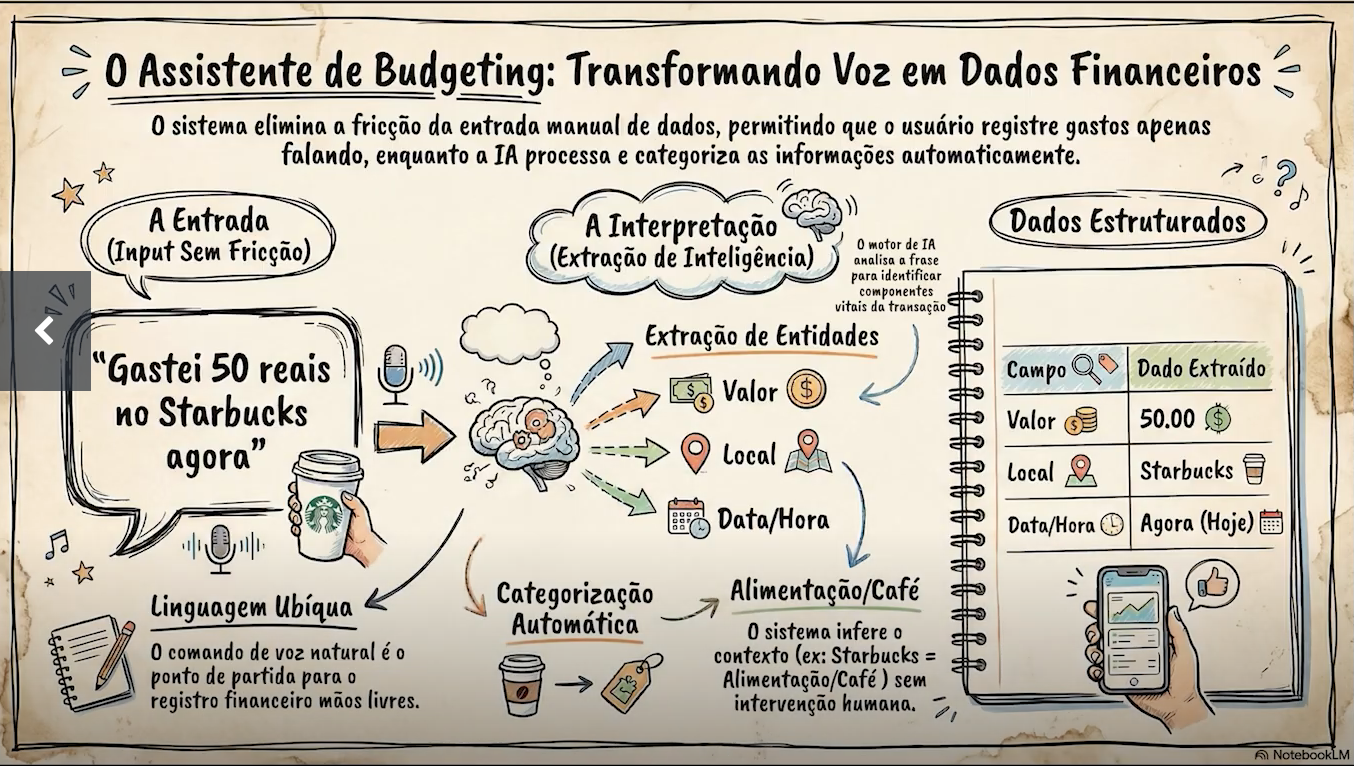 O Assistente de Budgeting: Transformando Voz em Dados Financeiros
O sistema elimina a fricção da entrada manual de dados, permitindo que o usuário registre gastos apenas
falando, enquanto a IA processa e categoriza as informações automaticamente.
A Entrada
(Input Sem Fricção)
"Gastei 50 reais
no Starbucks
agora"
Linguagem Ubíqua
O comando de voz natural é o
ponto de partida para o
registro financeiro mãos livres.
A Interpretação
(Extração de Inteligência)
O motor de IA
analisa a frase
para identificar
componentes
vitais da transação
Extração de Entidades
Valor
Local
Data/Hora
Categorização
Automática
Alimentação/Café
O sistema infere o
contexto (ex: Starbucks =
Alimentação/Café ) sem
intervenção humana.
Dados Estruturados
Campo Dado Extraído
Valor 50.00
Local Starbucks
Data/Hora Agora (Hoje)
NotebookLM